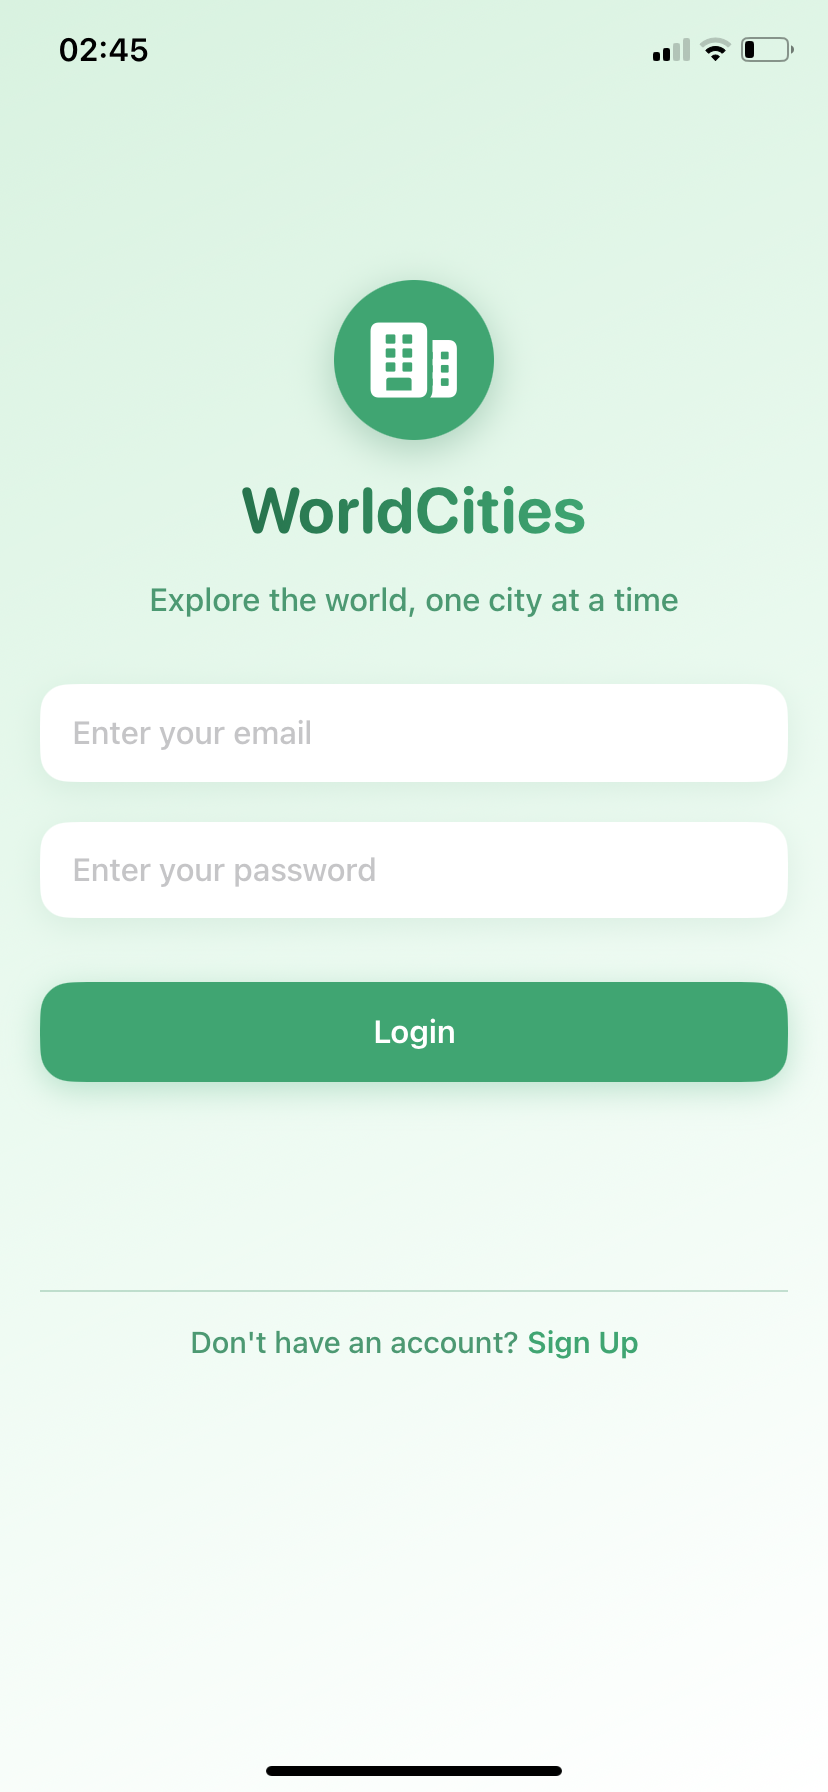 02:45
WorldCities
Explore the world, one city at a time
Enter your email
Enter your password
Login
Don't have an account? Sign Up